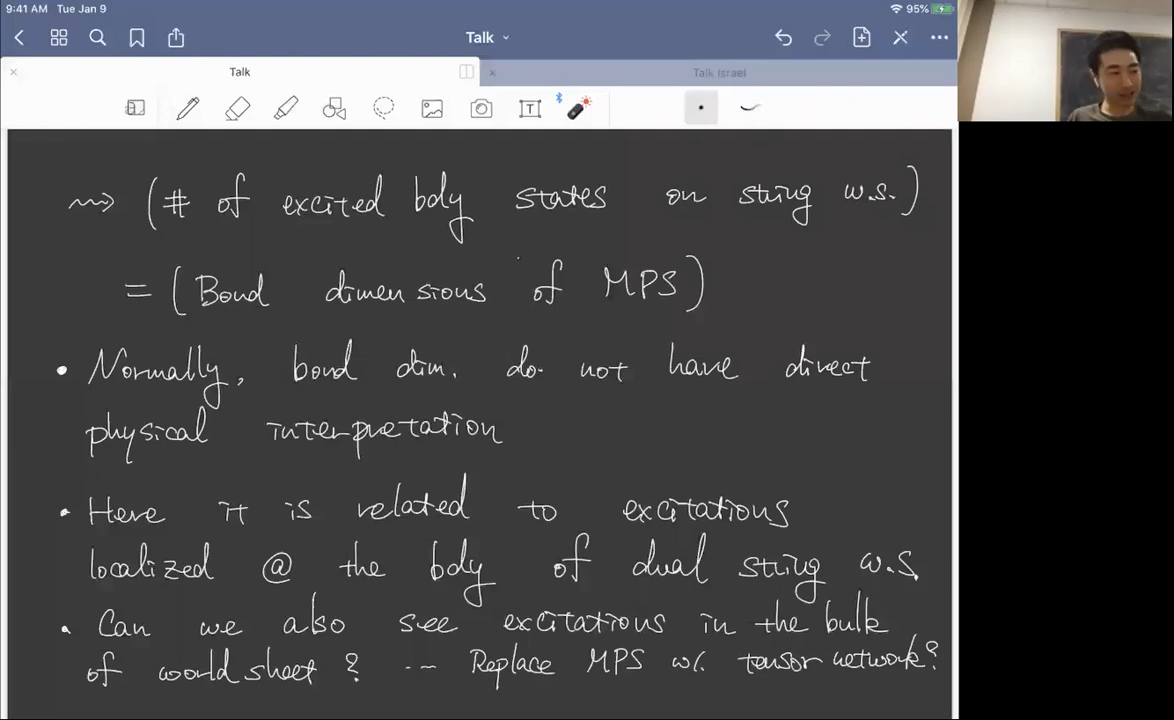 9:41 AM Tue Jan 9
95%
Talk
Talk
Talk Israel
T
⇝ (# of excited bdy states on string w.s.)
= (Bond dimensions of MPS)
• Normally, bond dim. do not have direct
physical interpretation
• Here it is related to excitations
localized @ the bdy of dual string w.s.
• Can we also see excitations in the bulk
of worldsheet? --- Replace MPS w/. tensor network?